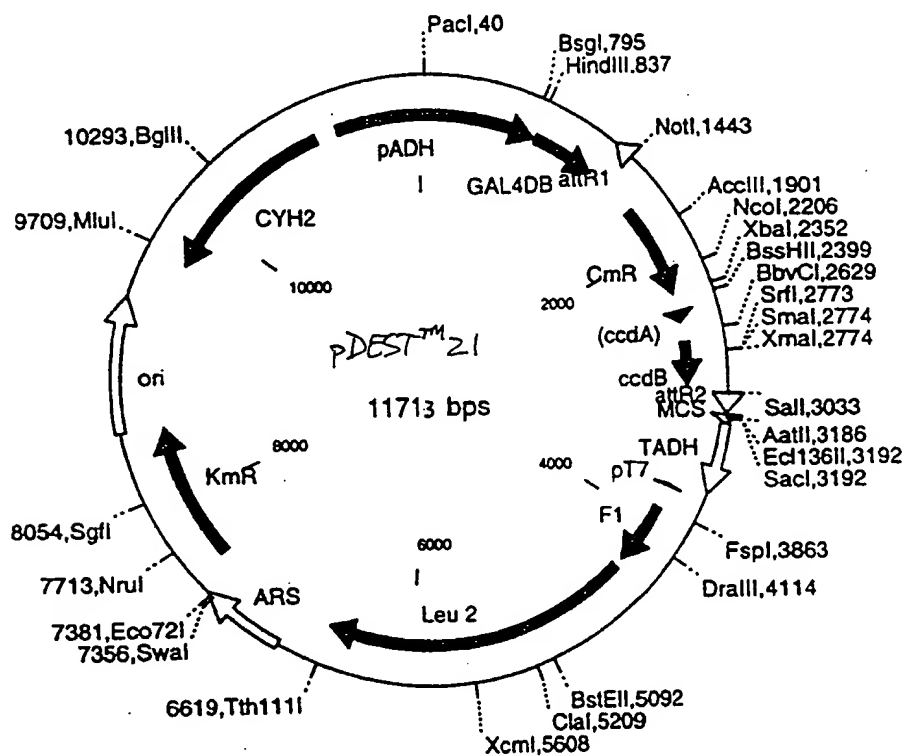 PacI,40
BsgI,795
HindIII.837
NotI,1443
AccIII,1901
NcoI,2206
XbaI,2352
BssHII,2399
BbvCI,2629
SrfI,2773
SmaI,2774
XmaI,2774
SalI,3033
AatII,3186
Ecl136II,3192
SacI,3192
FspI,3863
DraIII,4114
BstEII,5092
ClaI,5209
XcmI,5608
6619,Tth111I
7356,SwaI
7381,Eco72I
7713,NruI
8054,SgfI
9709,MluI
10293,BglII
pADH
GAL4DB
attR1
CmR
(ccdA)
ccdB
attR2
MCS
TADH
pT7
F1
Leu 2
ARS
KmR
ori
CYH2
2000
4000
6000
8000
10000
pDEST™21
11713 bps